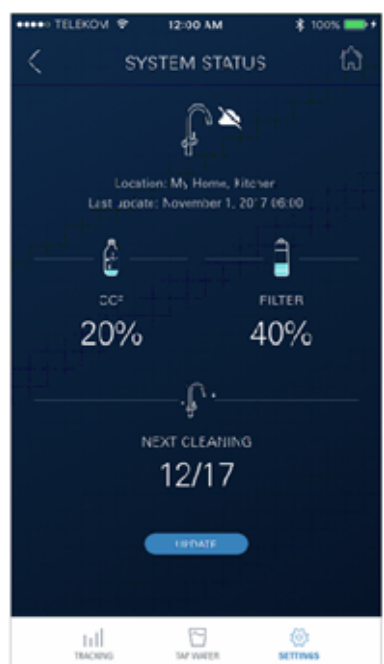 TELEKOM 12:00 AM 100%
SYSTEM STATUS
Location: My Home, Kitchen
Last update: November 1, 2017 06:00
CO² FILTER
20% 40%
NEXT CLEANING
12/17
UPDATE
TRACKING TAP WATER SETTINGS